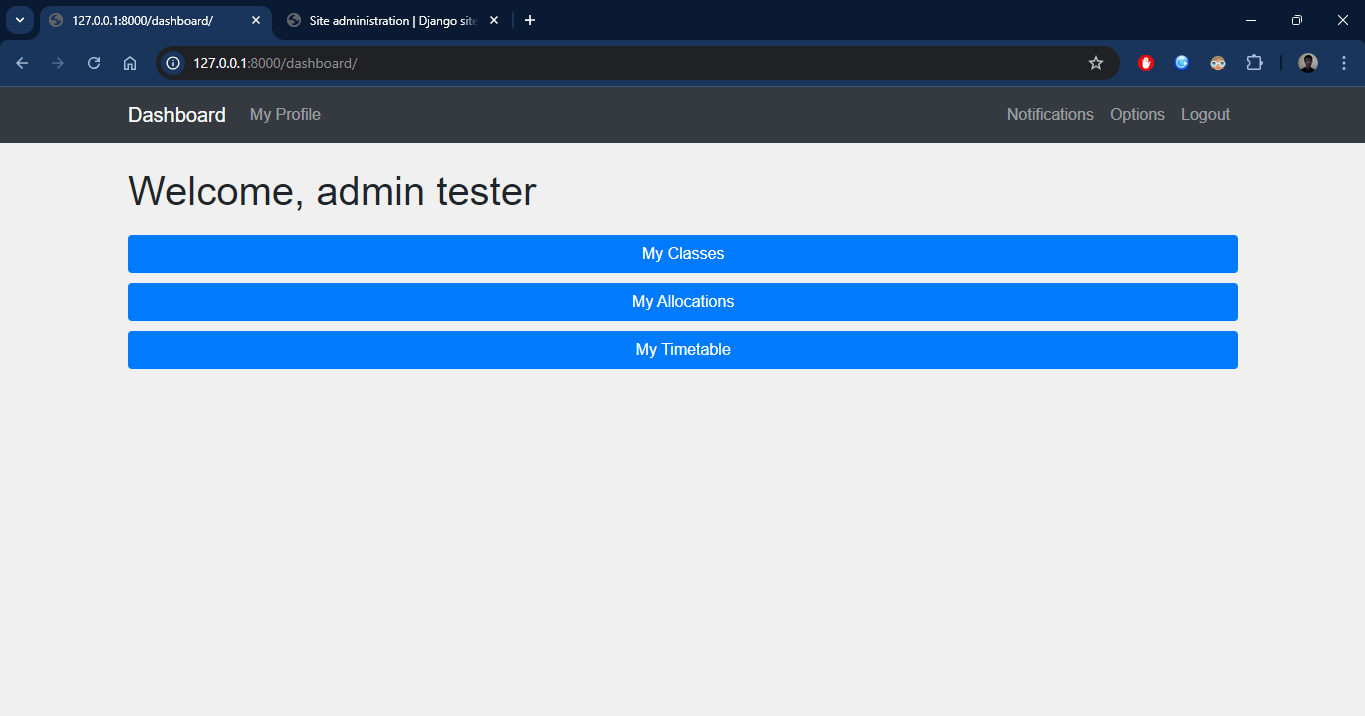 127.0.0.1:8000/dashboard/
Site administration | Django site
127.0.0.1:8000/dashboard/
Dashboard
My Profile
Notifications
Options
Logout
Welcome, admin tester
My Classes
My Allocations
My Timetable